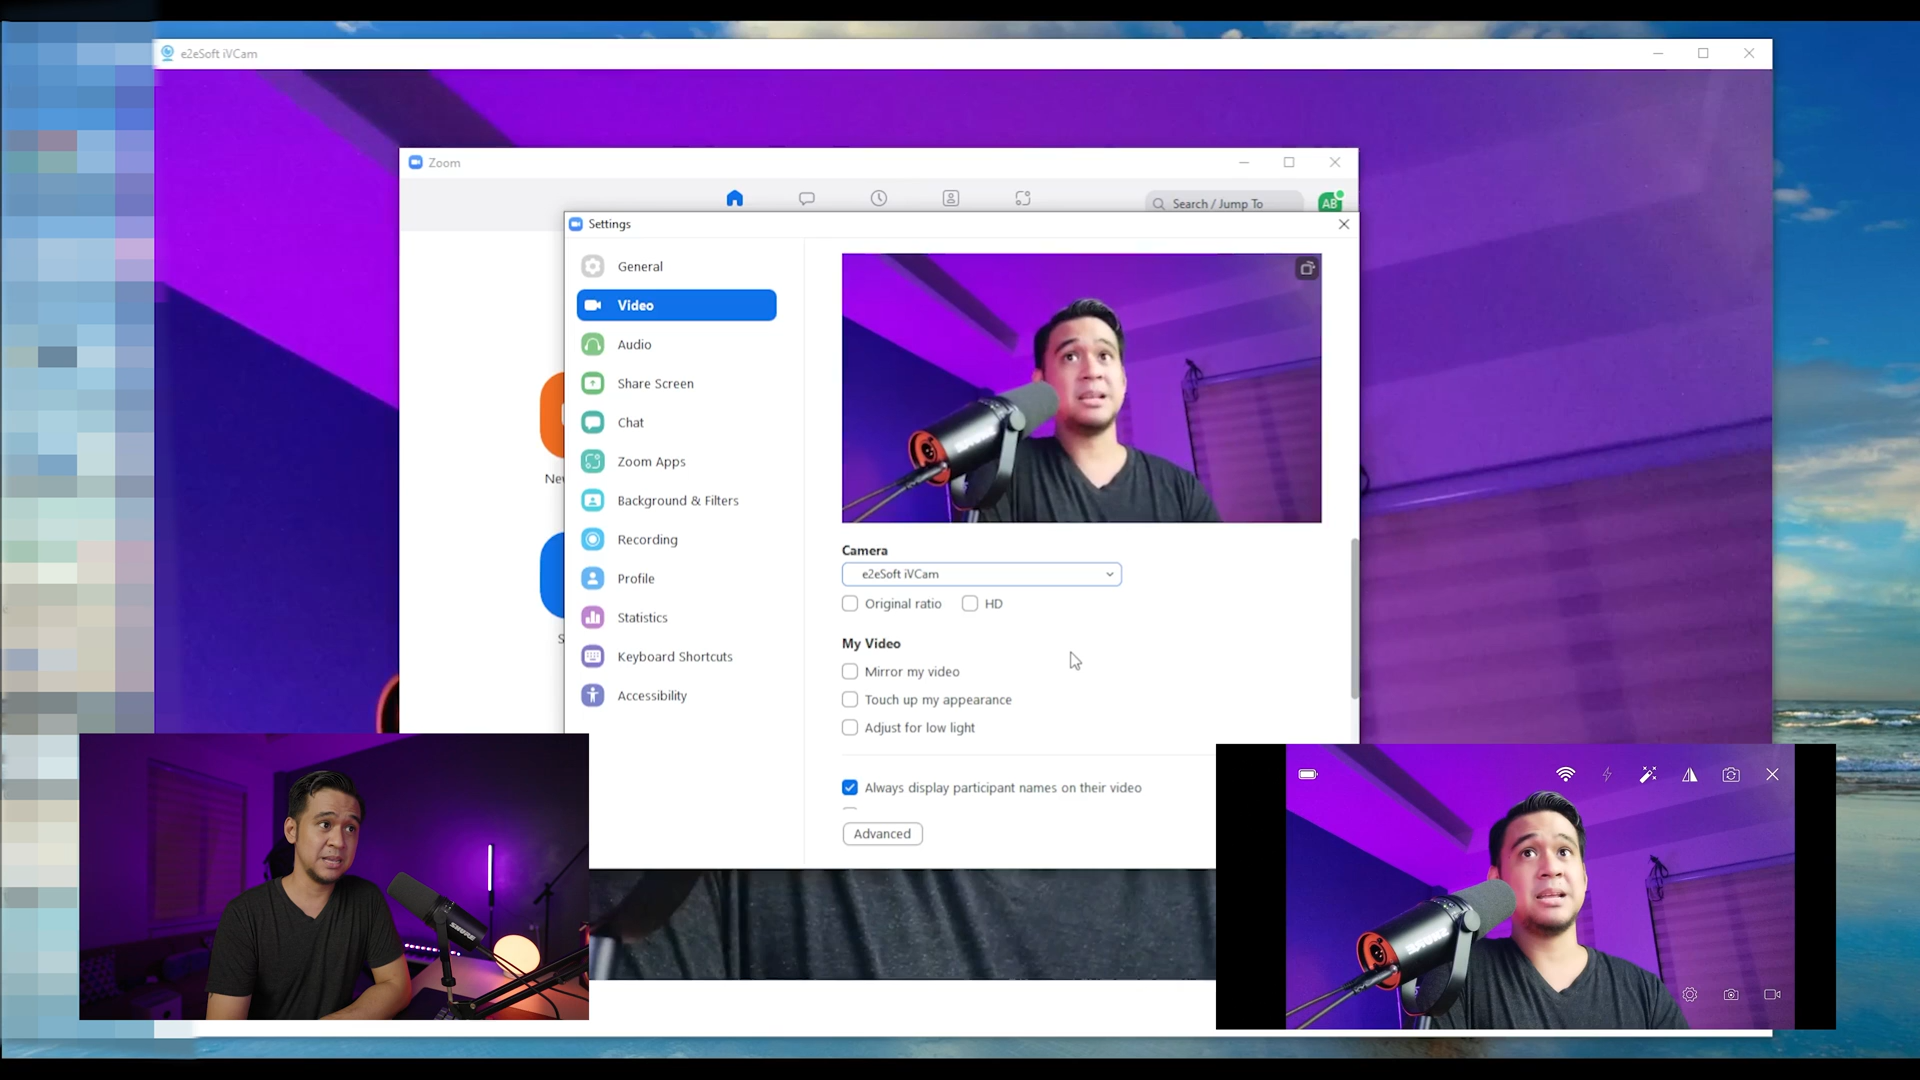 e2eSoft iVCam
Zoom
Search / Jump To
AB
Settings
General
Video
Audio
Share Screen
Chat
Zoom Apps
Background & Filters
Recording
Profile
Statistics
Keyboard Shortcuts
Accessibility
Camera
e2eSoft iVCam
Original ratio
HD
My Video
Mirror my video
Touch up my appearance
Adjust for low light
Always display participant names on their video
Advanced
SHURE